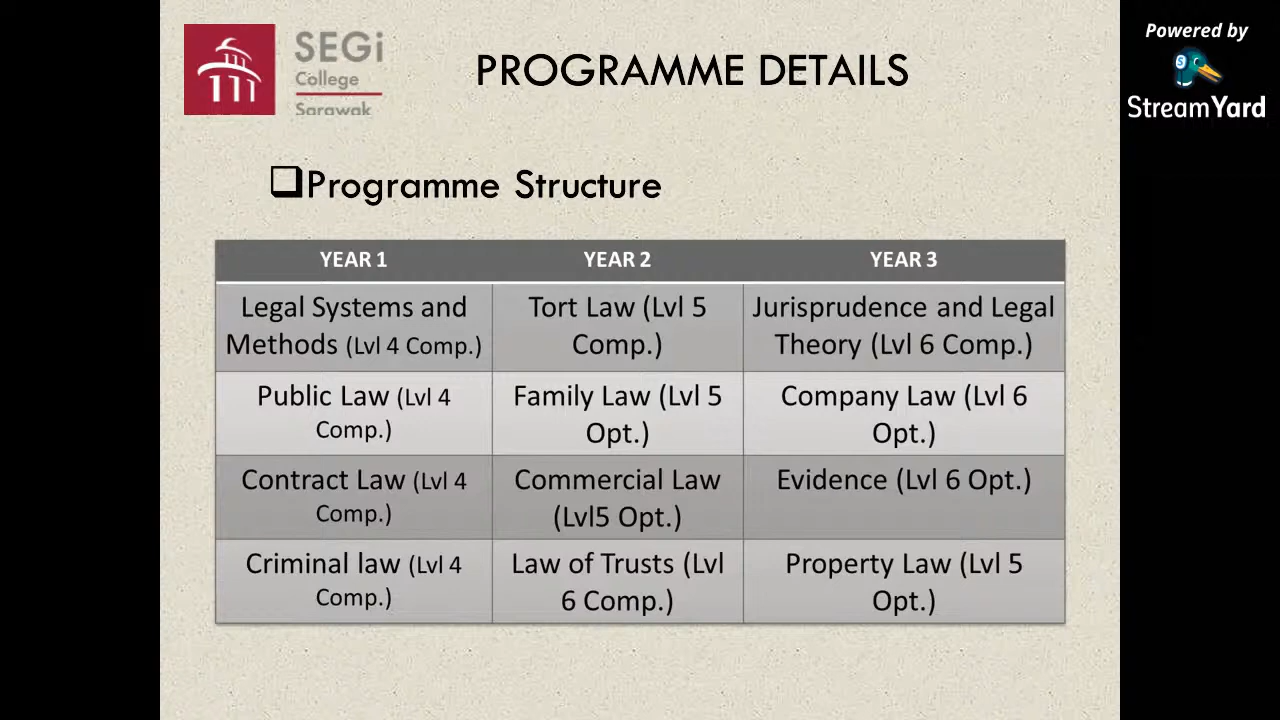 SEGi
College
Sarawak
PROGRAMME DETAILS
Powered by
StreamYard
Programme Structure
YEAR 1
YEAR 2
YEAR 3
Legal Systems and
Methods (Lvl 4 Comp.)
Tort Law (Lvl 5
Comp.)
Jurisprudence and Legal
Theory (Lvl 6 Comp.)
Public Law (Lvl 4
Comp.)
Family Law (Lvl 5
Opt.)
Company Law (Lvl 6
Opt.)
Contract Law (Lvl 4
Comp.)
Commercial Law
(Lvl5 Opt.)
Evidence (Lvl 6 Opt.)
Criminal law (Lvl 4
Comp.)
Law of Trusts (Lvl
6 Comp.)
Property Law (Lvl 5
Opt.)